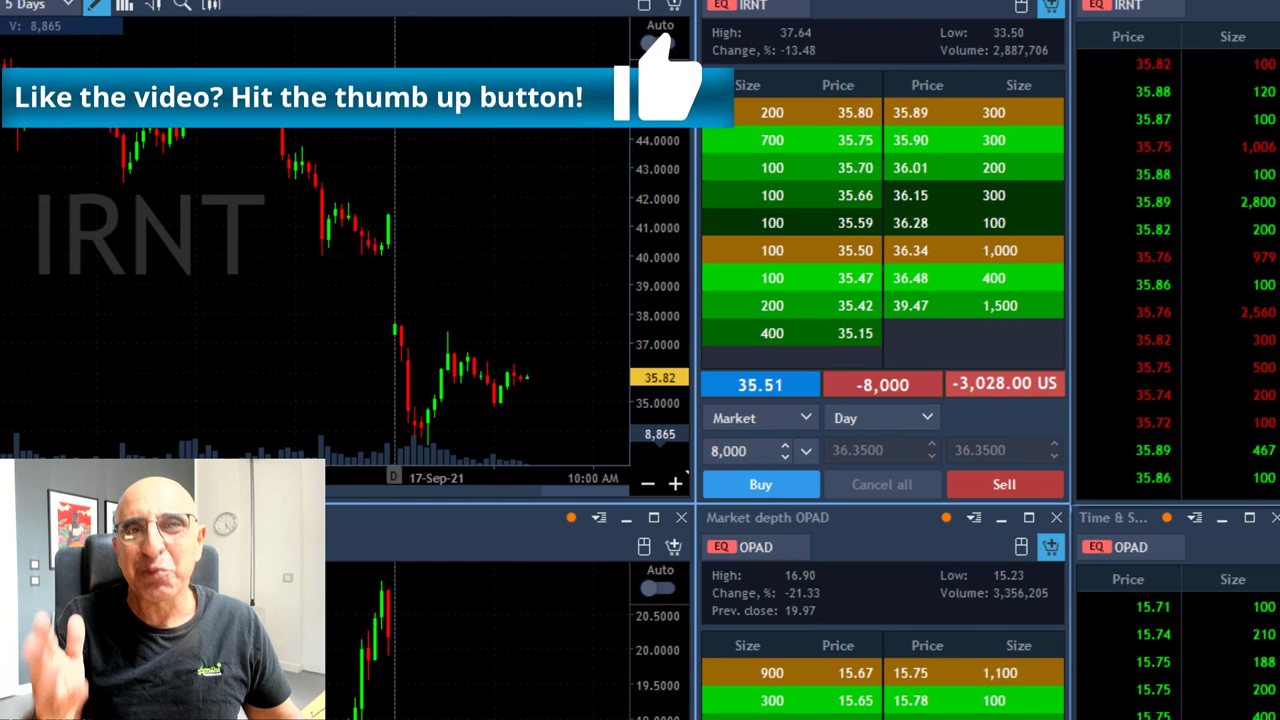 5 Days
V: 8,865
Auto
Like the video? Hit the thumb up button!
IRNT
44.0000
43.0000
42.0000
41.0000
40.0000
39.0000
38.0000
37.0000
35.82
35.0000
8,865
D
17-Sep-21
10:00 AM
EQ IRNT
High: 37.64 Low: 33.50
Change, %: -13.48 Volume: 2,887,706
Size Price Price Size
200 35.80 35.89 300
700 35.75 35.90 300
100 35.70 36.01 200
100 35.66 36.15 300
100 35.59 36.28 100
100 35.50 36.34 1,000
100 35.47 36.48 400
200 35.42 39.47 1,500
400 35.15
35.51 -8,000 -3,028.00 US
Market Day
8,000 36.3500 36.3500
Buy Cancel all Sell
EQ IRNT
Price Size
35.82 100
35.88 120
35.87 100
35.75 1,006
35.88 100
35.89 2,800
35.82 200
35.76 979
35.86 100
35.76 2,560
35.82 300
35.75 500
35.74 200
35.72 100
35.89 467
35.86 100
Auto
20.5000
20.0000
19.5000
Market depth OPAD
EQ OPAD
High: 16.90 Low: 15.23
Change, %: -21.33 Volume: 3,356,205
Prev. close: 19.97
Size Price Price Size
900 15.67 15.75 1,100
300 15.65 15.78 100
Time & S...
EQ OPAD
Price Size
15.71 100
15.74 210
15.75 188
15.75 200